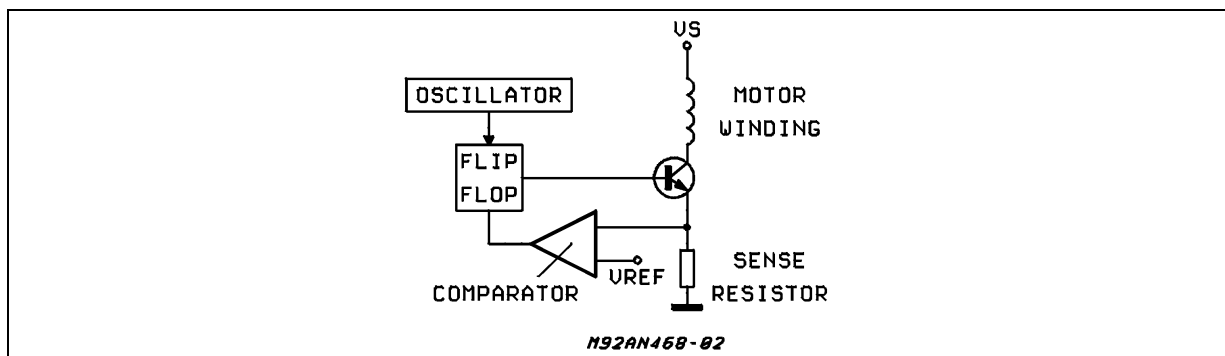 VS
OSCILLATOR
MOTOR
WINDING
FLIP
FLOP
VREF
COMPARATOR
SENSE
RESISTOR
M92AN468-02